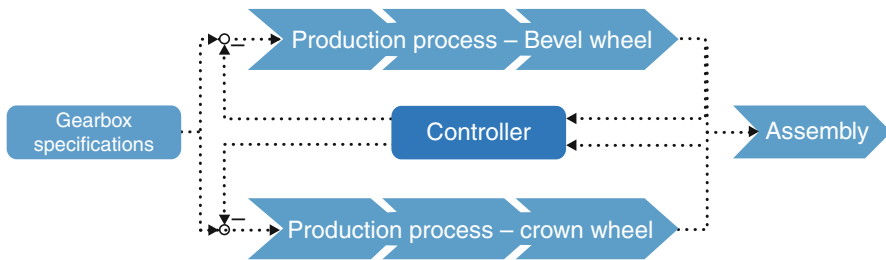 –
Production process – Bevel wheel
Gearbox
specifications
Controller
Assembly
–
Production process – crown wheel